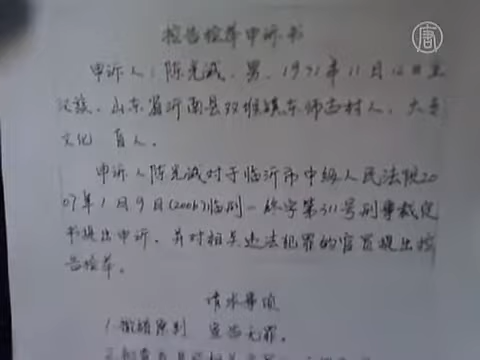 唐
控告检举申诉书
申诉人：陈光诚、男、1971年11月12日生
汉族、山东省沂南县双堠镇东师古村人、大专
文化 盲人。
申诉人陈光诚对于临沂市中级人民法院20
07年1月9日(2006)临刑一终字第311号刑事裁定
书提出申诉，并对相关违法犯罪的官员提出控
告检举。
请求事项
1.撤销原判 宣告无罪。